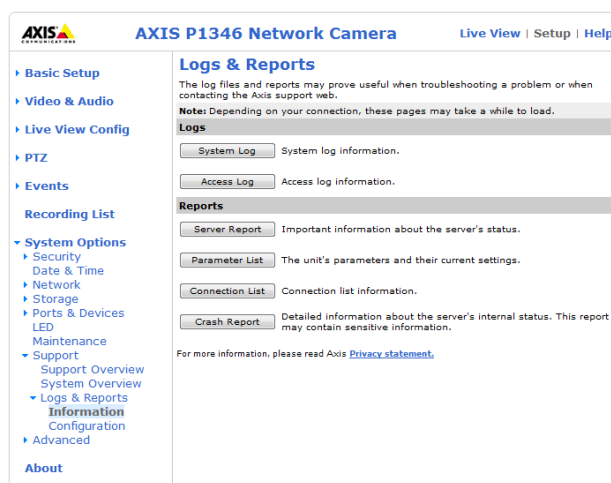 AXIS
COMMUNICATIONS
AXIS P1346 Network Camera
Live View | Setup | Help
Basic Setup
Video & Audio
Live View Config
PTZ
Events
Recording List
System Options
Security
Date & Time
Network
Storage
Ports & Devices
LED
Maintenance
Support
Support Overview
System Overview
Logs & Reports
Information
Configuration
Advanced
About
Logs & Reports
The log files and reports may prove useful when troubleshooting a problem or when
contacting the Axis support web.
Note: Depending on your connection, these pages may take a while to load.
Logs
System Log System log information.
Access Log Access log information.
Reports
Server Report Important information about the server's status.
Parameter List The unit's parameters and their current settings.
Connection List Connection list information.
Crash Report Detailed information about the server's internal status. This report
may contain sensitive information.
For more information, please read Axis Privacy statement.